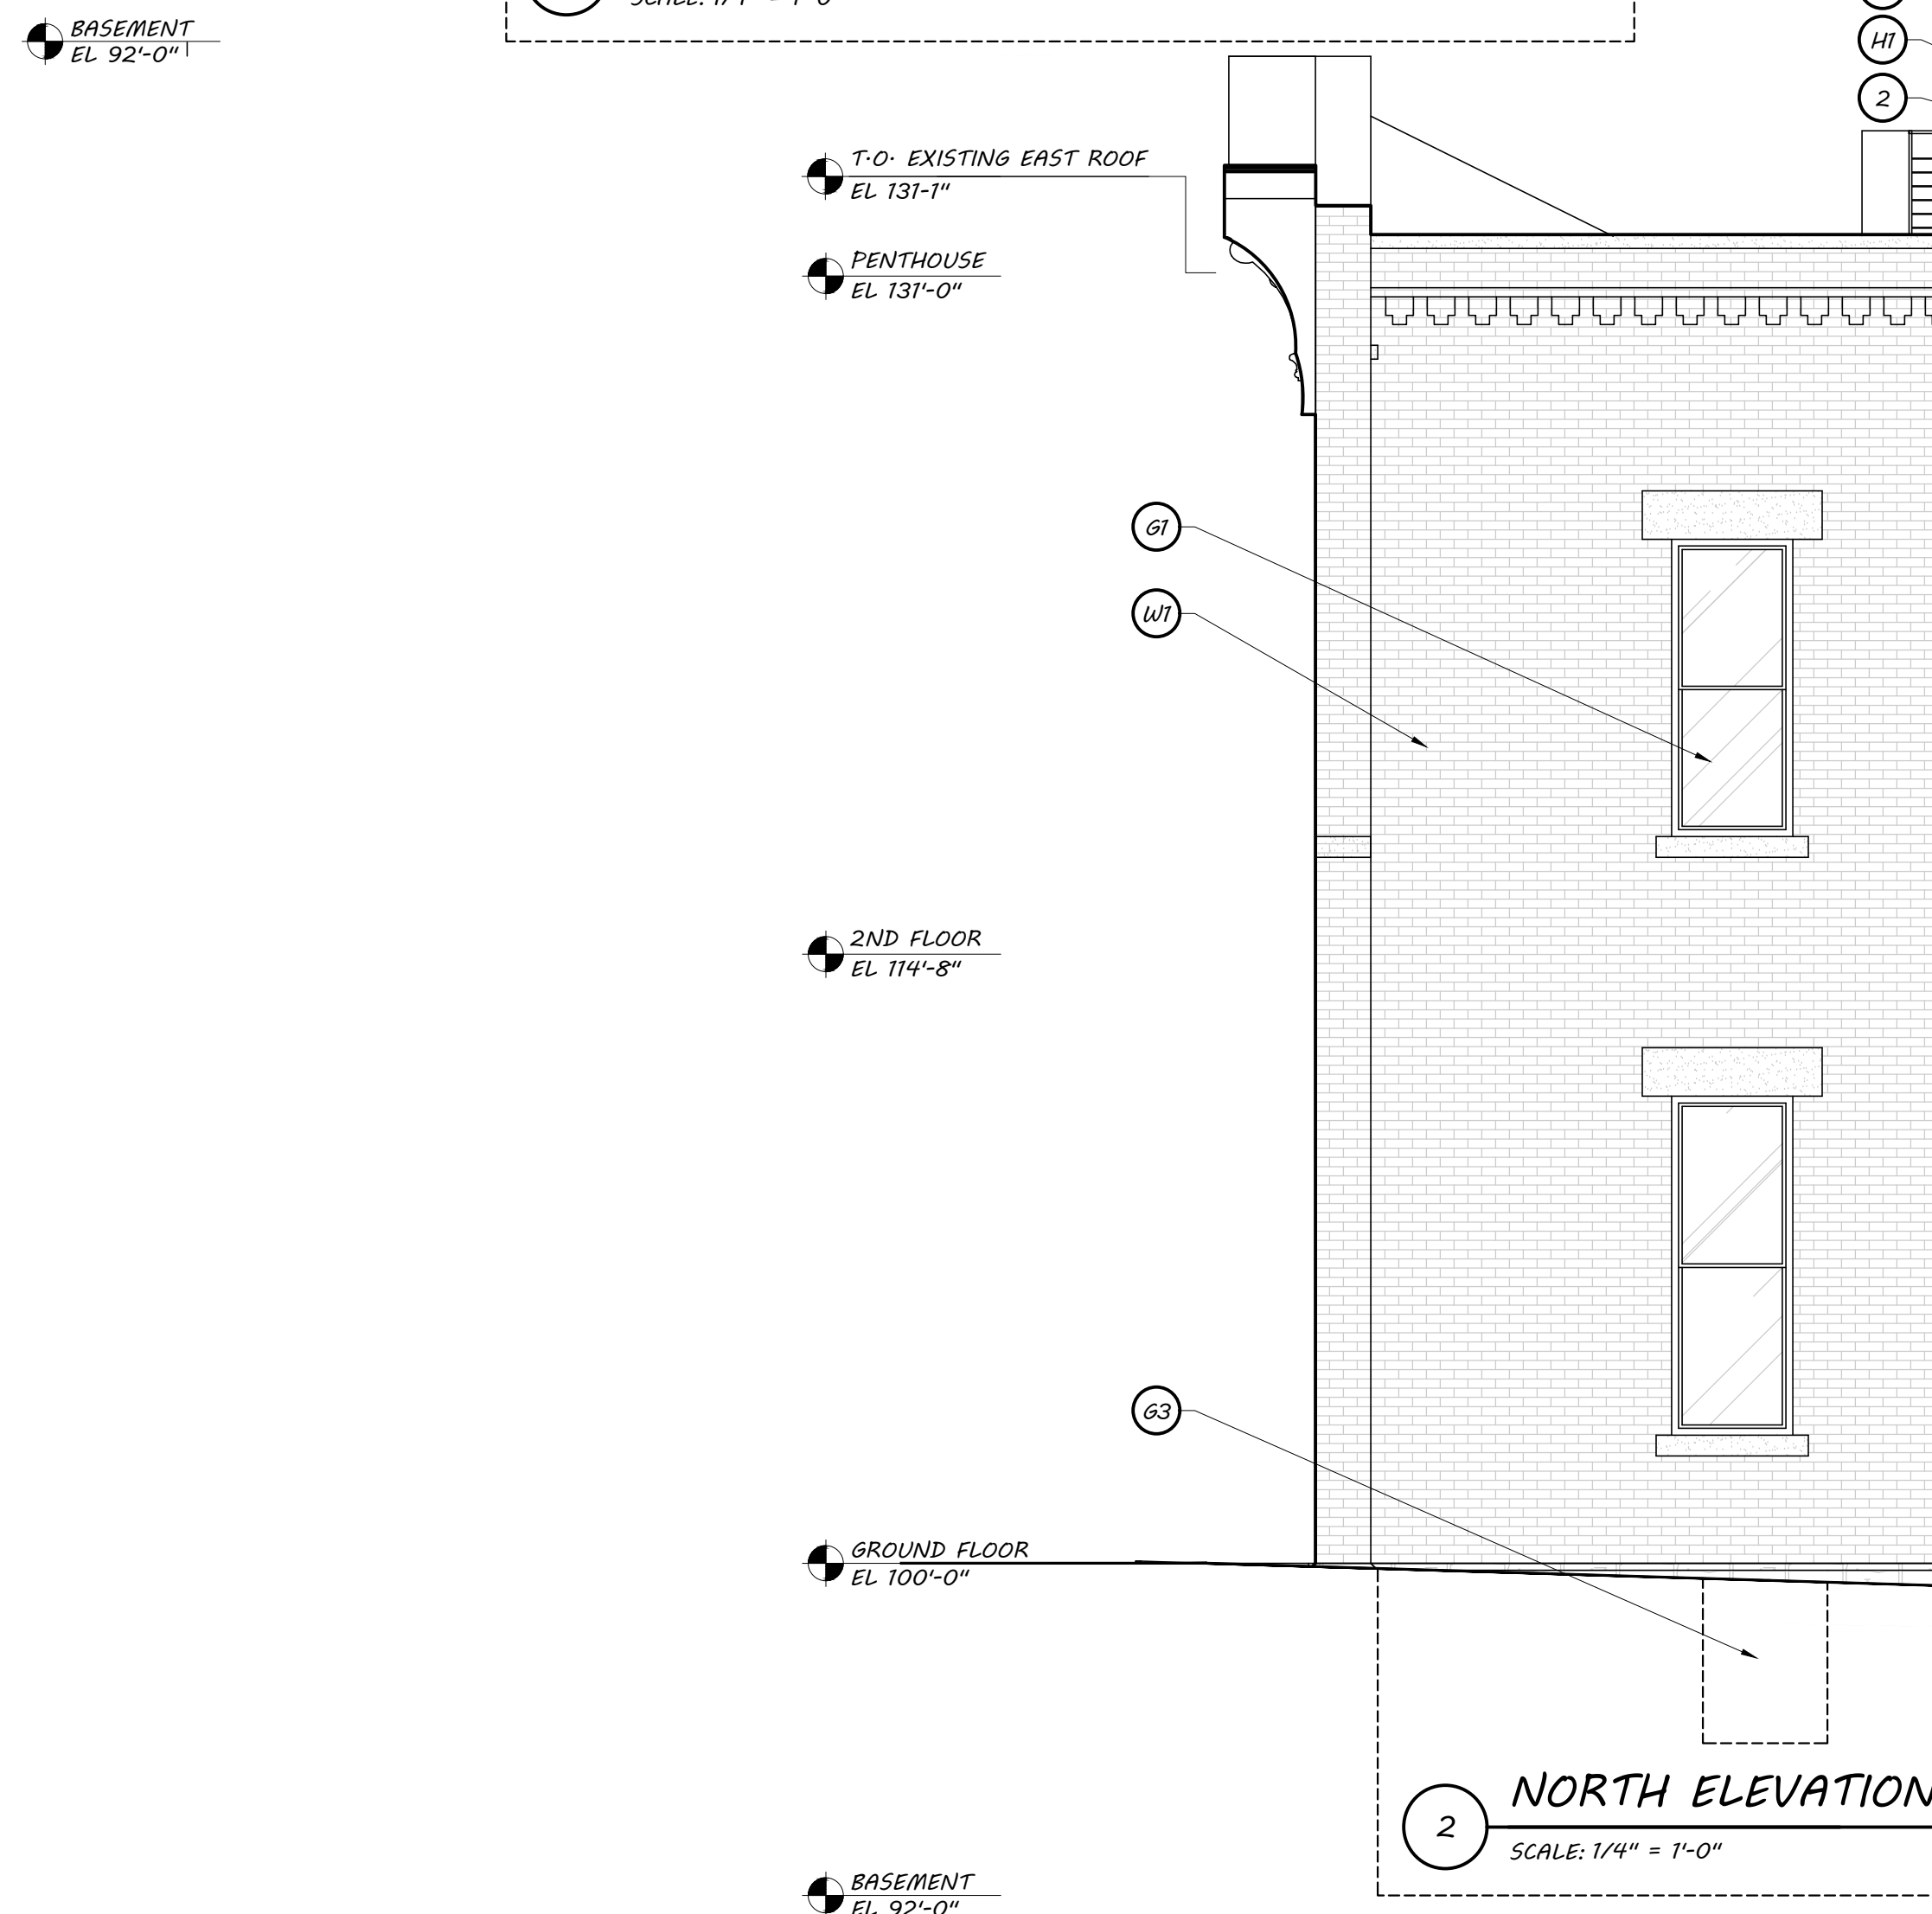 BASEMENT
EL 92'-0"
H1
2
T.O. EXISTING EAST ROOF
EL 131-1"
PENTHOUSE
EL 131'-0"
G1
W1
2ND FLOOR
EL 114'-8"
G3
GROUND FLOOR
EL 100'-0"
2
NORTH ELEVATION
SCALE: 1/4" = 1'-0"
BASEMENT
EL 92'-0"